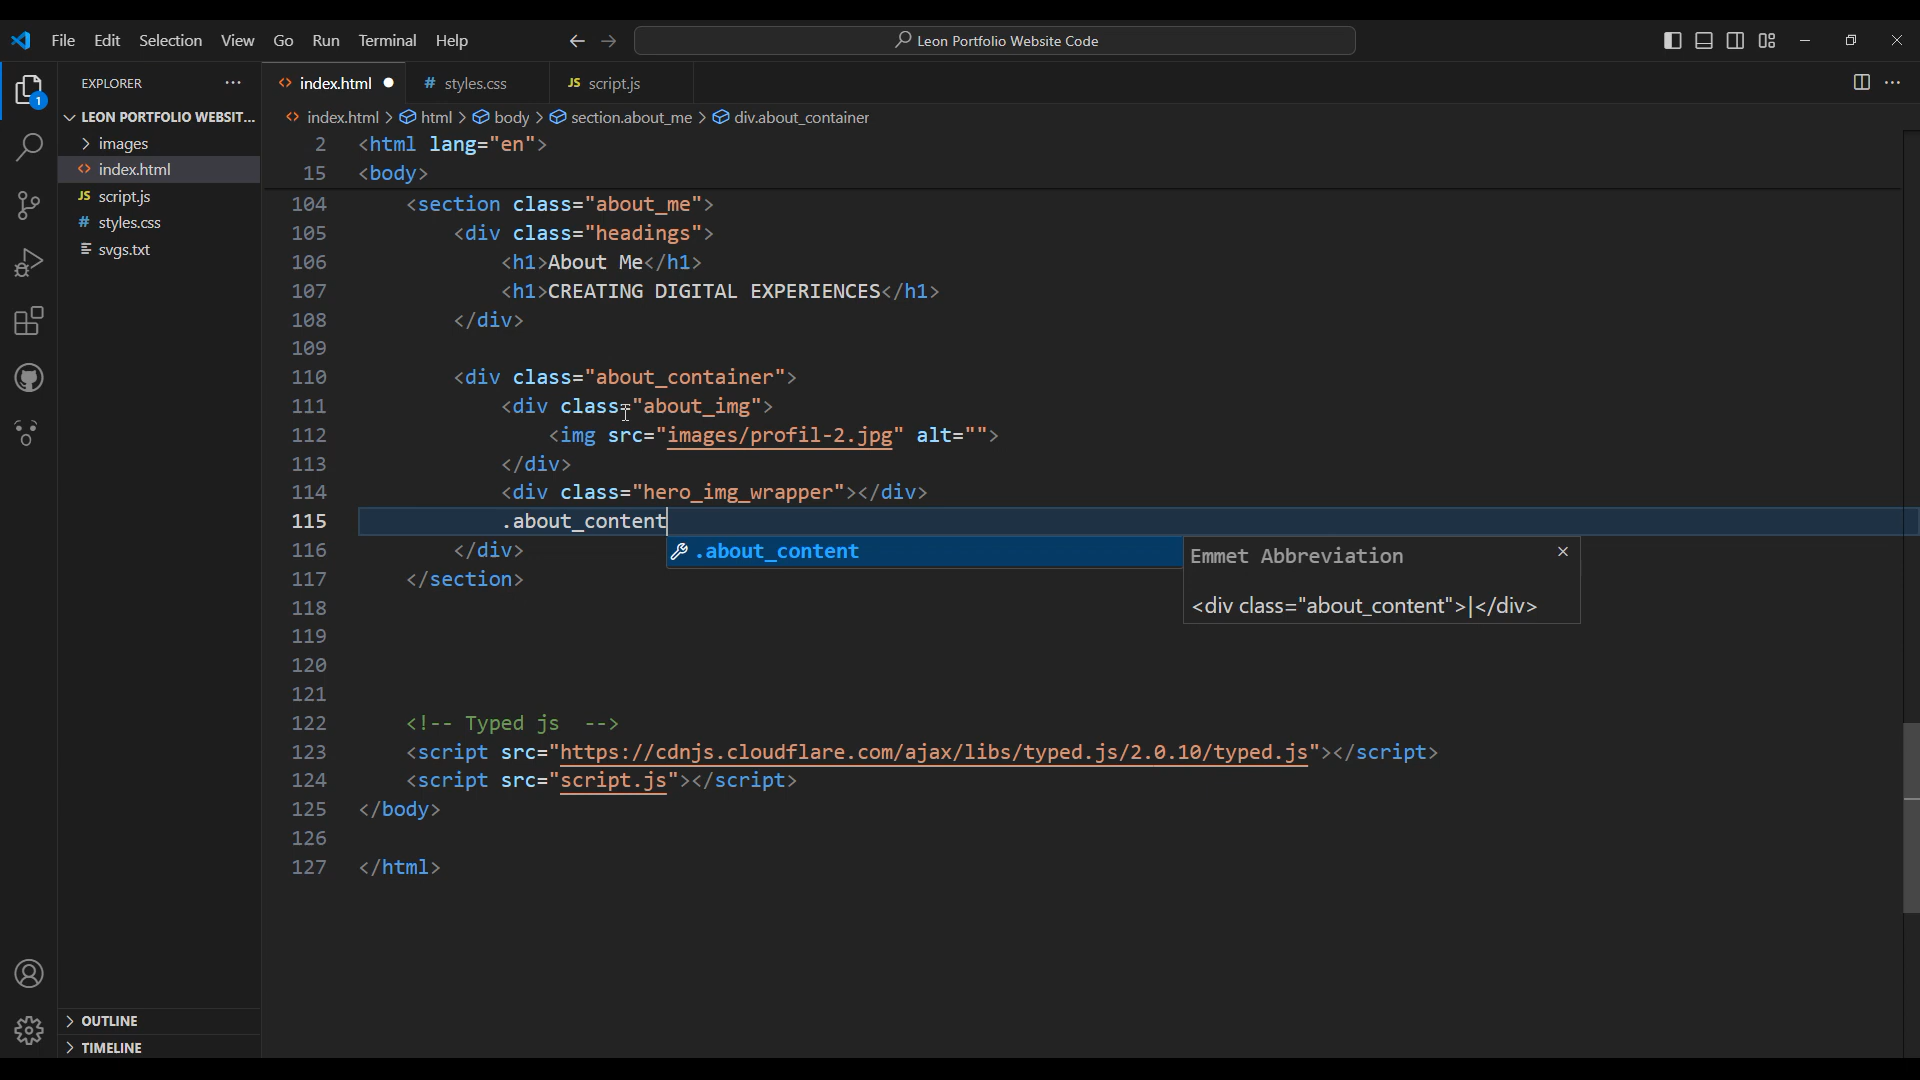 File Edit Selection View Go Run Terminal Help
Leon Portfolio Website Code
EXPLORER
index.html
# styles.css
JS script.js
1
LEON PORTFOLIO WEBSIT...
index.html > html > body > section.about_me > div.about_container
images
index.html
JS script.js
# styles.css
svgs.txt
2 <html lang="en">
15 <body>
104 <section class="about_me">
105 <div class="headings">
106 <h1>About Me</h1>
107 <h1>CREATING DIGITAL EXPERIENCES</h1>
108 </div>
109
110 <div class="about_container">
111 <div class="about_img">
112 <img src="images/profil-2.jpg" alt="">
113 </div>
114 <div class="hero_img_wrapper"></div>
115 .about_content
.about_content
Emmet Abbreviation
<div class="about_content">|</div>
116 </div>
117 </section>
118
119
120
121
122 <!-- Typed js  -->
123 <script src="https://cdnjs.cloudflare.com/ajax/libs/typed.js/2.0.10/typed.js"></script>
124 <script src="script.js"></script>
125 </body>
126
127 </html>
OUTLINE
TIMELINE